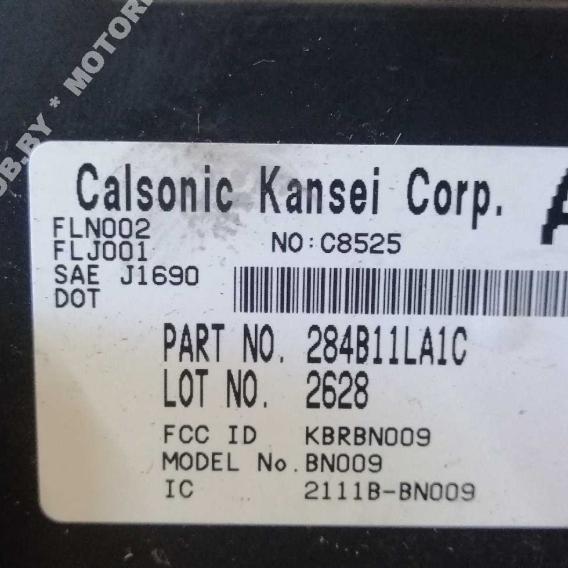 OB.BY * MOTOR
Calsonic Kansei Corp. A
FLN002
FLJ001 NO:C8525
SAE J1690
DOT
PART NO. 284B11LA1C
LOT NO. 2628
FCC ID KBRBN009
MODEL No. BN009
IC 2111B-BN009